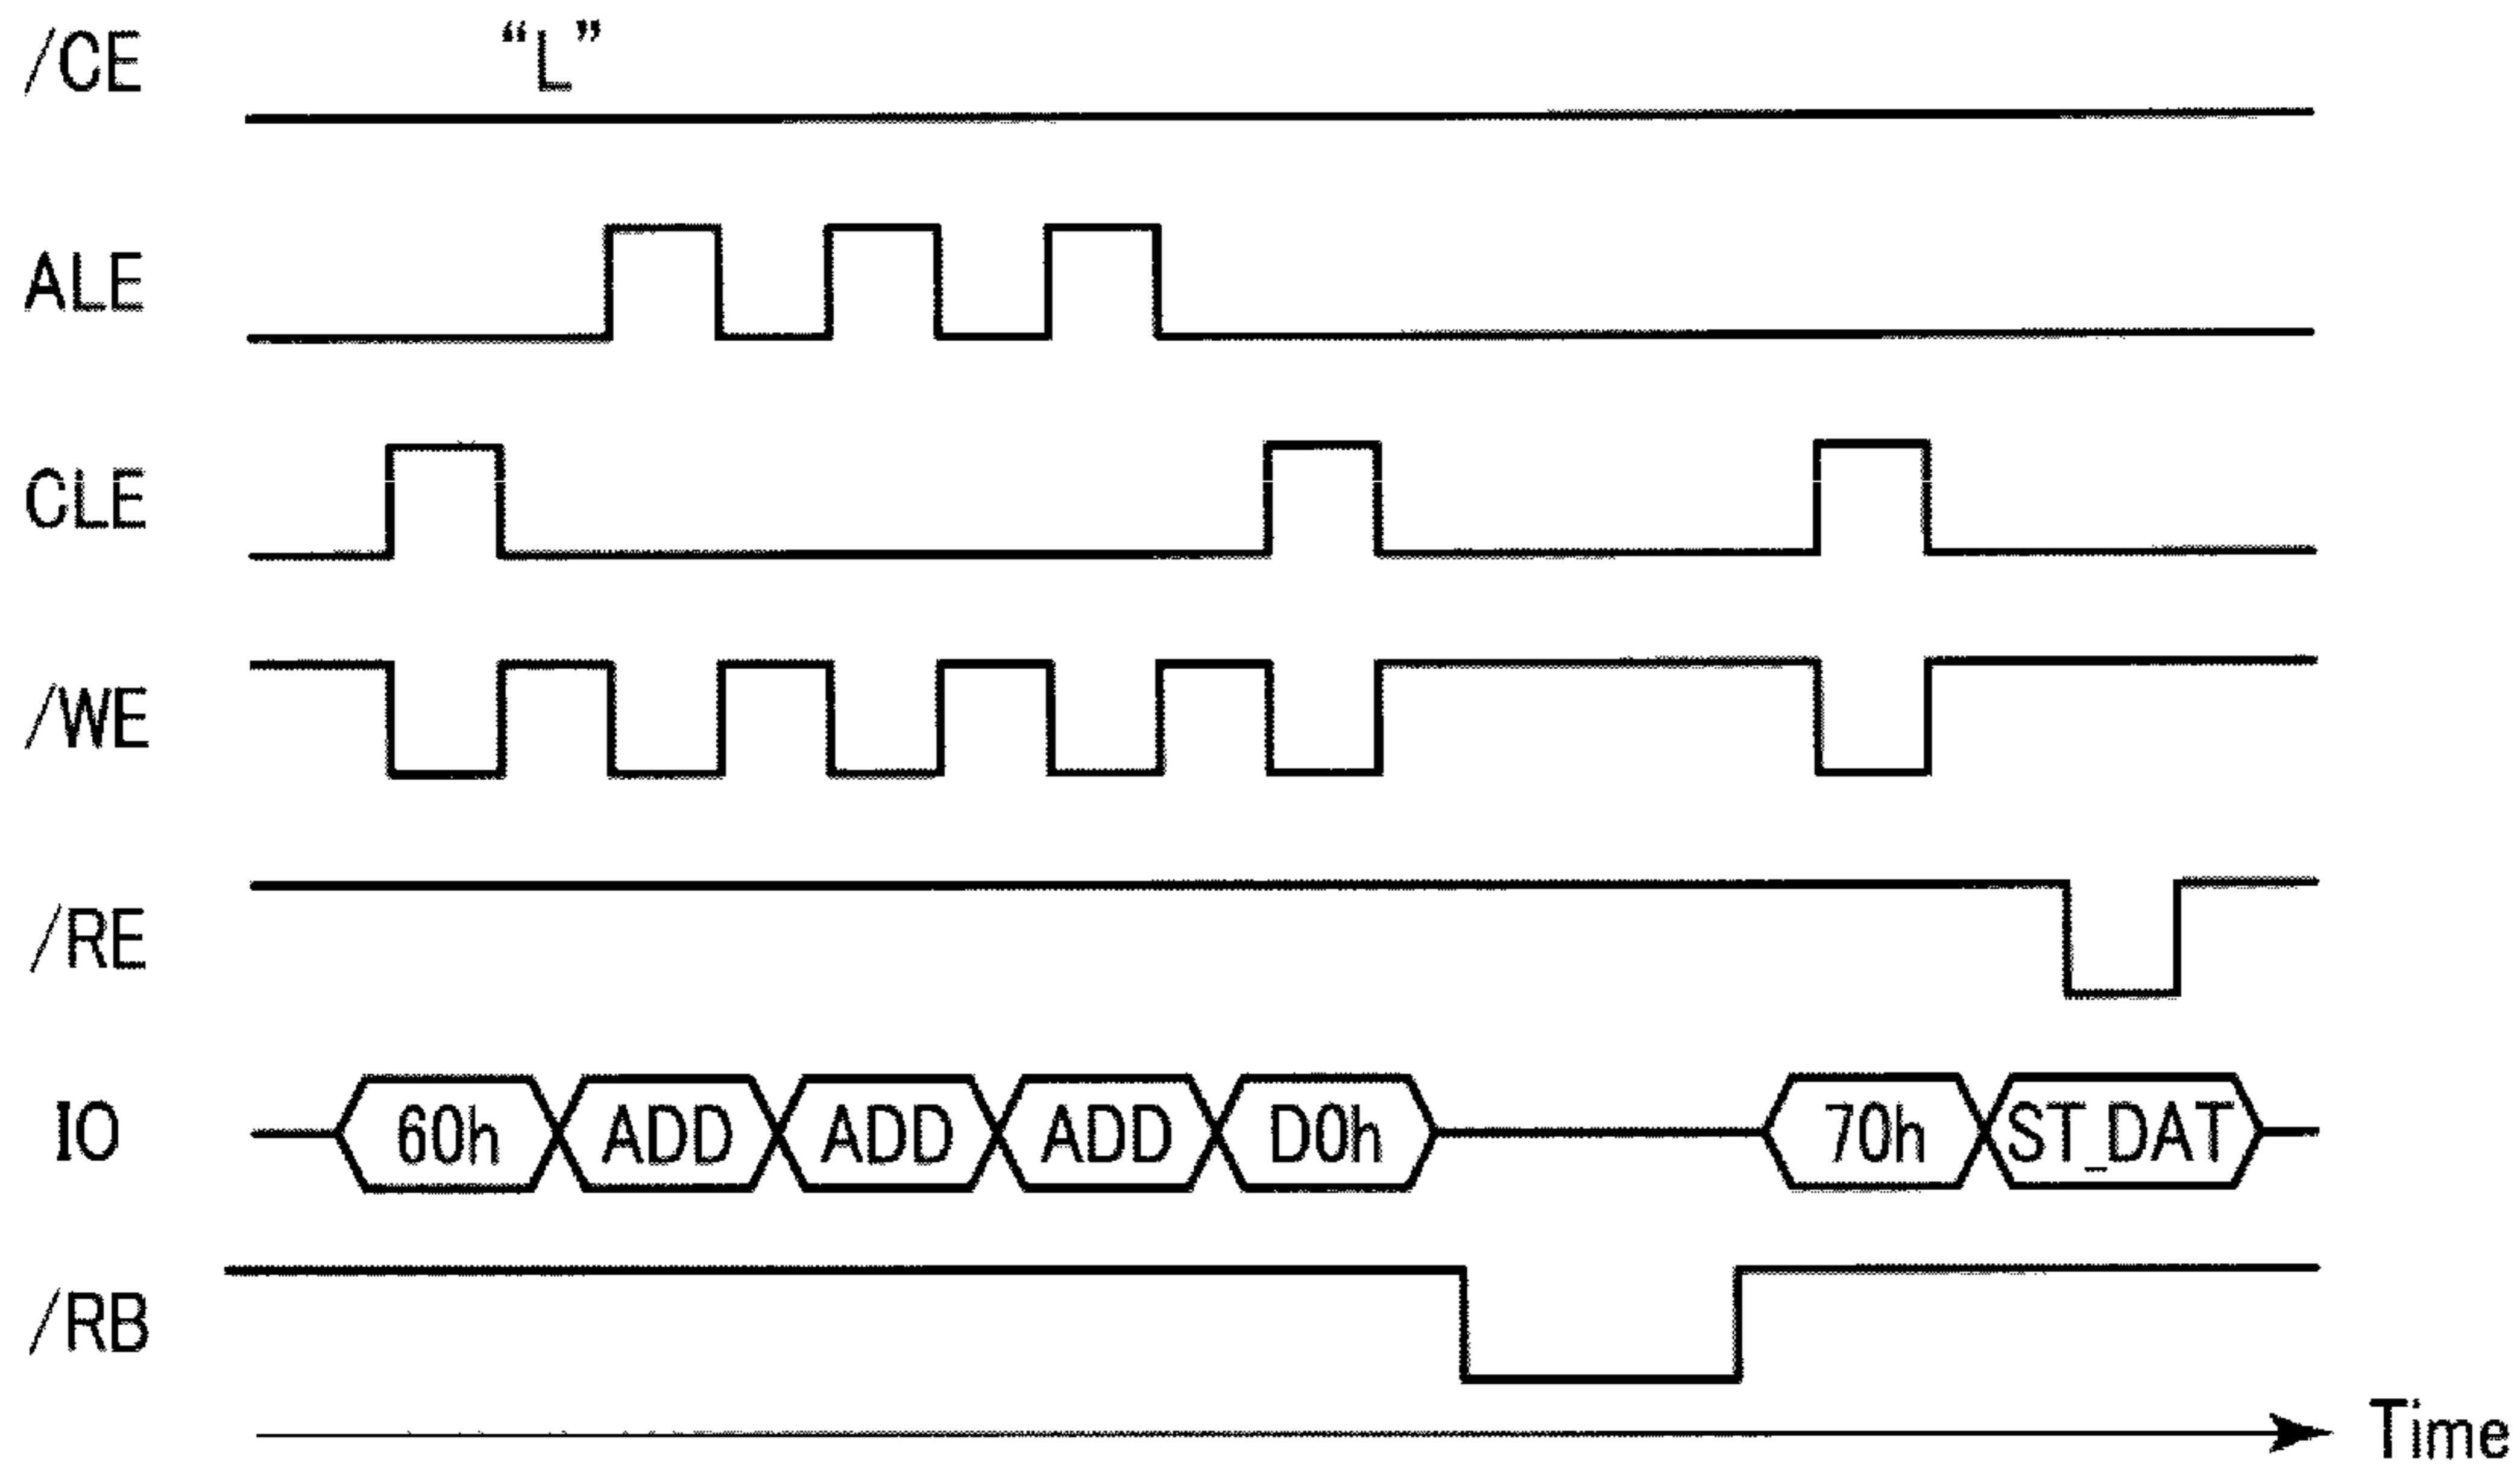 /CE “L”
ALE
CLE
/WE
/RE
IO 60h ADD ADD ADD D0h 70h ST_DAT
/RB
Time